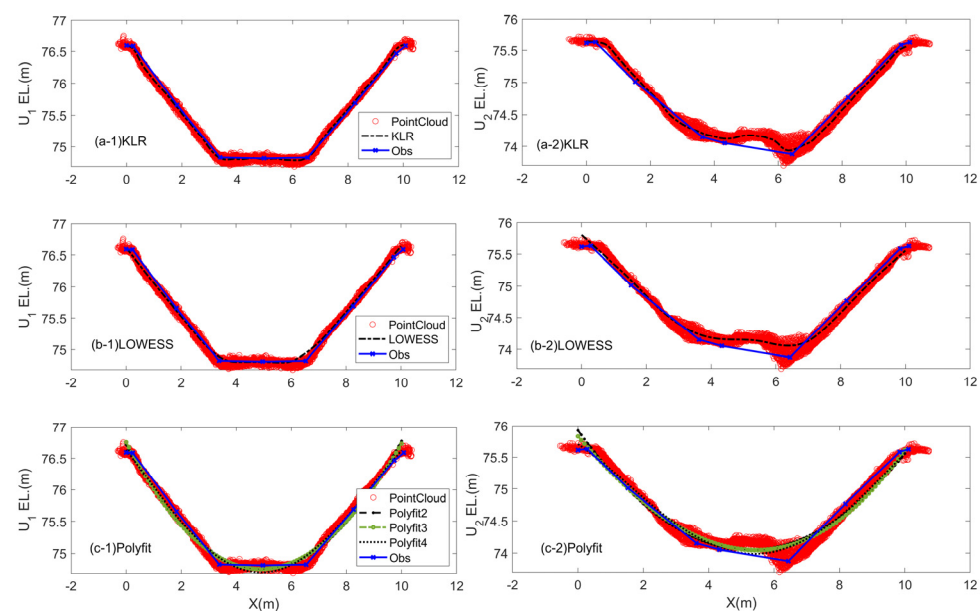 77
76.5
76
75.5
75
-2 0 2 4 6 8 10 12
U1 EL.(m)
(a-1)KLR
PointCloud
KLR
Obs
76
75.5
75
74.5
74
-2 0 2 4 6 8 10 12
U2 EL.(m)
(a-2)KLR
77
76.5
76
75.5
75
-2 0 2 4 6 8 10 12
U1 EL.(m)
(b-1)LOWESS
PointCloud
LOWESS
Obs
76
75.5
75
74.5
74
-2 0 2 4 6 8 10 12
U2 EL.(m)
(b-2)LOWESS
77
76.5
76
75.5
75
-2 0 2 4 6 8 10 12
U1 EL.(m)
(c-1)Polyfit
PointCloud
Polyfit2
Polyfit3
Polyfit4
Obs
X(m)
76
75.5
75
74.5
74
-2 0 2 4 6 8 10 12
U2 EL.(m)
(c-2)Polyfit
X(m)